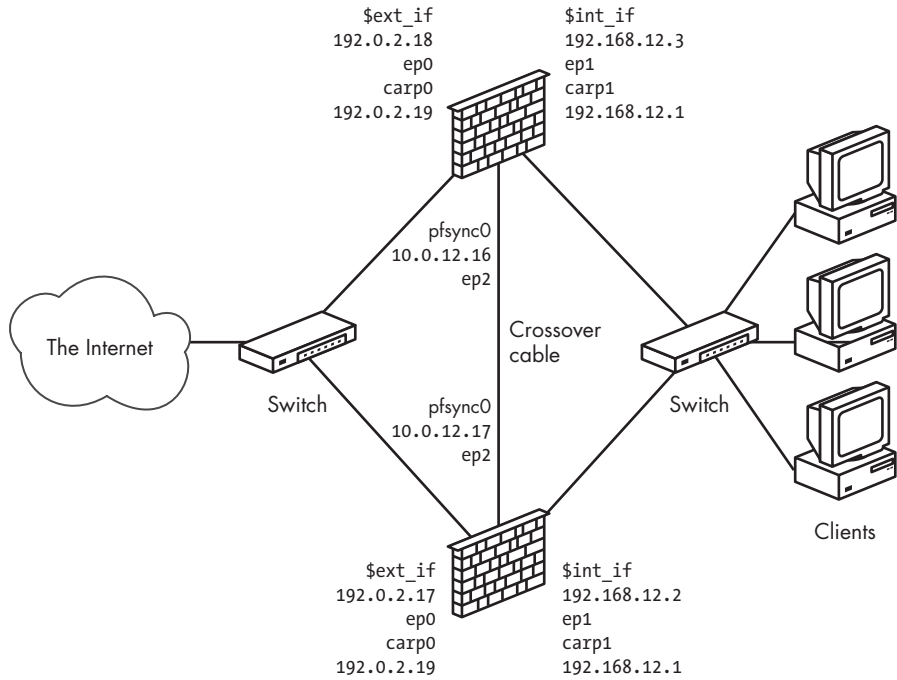 $ext_if
192.0.2.18
ep0
carp0
192.0.2.19
$int_if
192.168.12.3
ep1
carp1
192.168.12.1
pfsync0
10.0.12.16
ep2
The Internet
Switch
Crossover
cable
Switch
pfsync0
10.0.12.17
ep2
Clients
$ext_if
192.0.2.17
ep0
carp0
192.0.2.19
$int_if
192.168.12.2
ep1
carp1
192.168.12.1